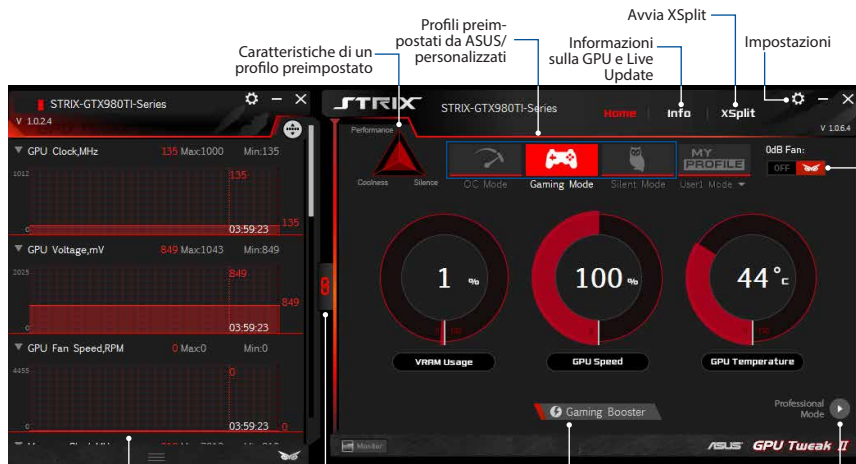 Avvia XSplit
Profili preim-
postati da ASUS/
personalizzati
Informazioni
sulla GPU e Live
Update
Impostazioni
Caratteristiche di un
profilo preimpostato
STRIX-GTX980TI-Series
V 1.0.2.4
GPU Clock,MHz 135 Max:1000 Min:135
1012
135
135
0
03:59:23
GPU Voltage,mV 849 Max:1043 Min:849
2025
849
849
0
03:59:23
GPU Fan Speed,RPM 0 Max:0 Min:0
4455
0
0
0
03:59:23
STRIX
STRIX-GTX980TI-Series
Home Info XSplit
V 1.0.6.4
Performance
Coolness Silence
OC Mode
Gaming Mode
Silent Mode
MY
PROFILE
User1 Mode
0dB Fan:
OFF
1 %
VRAM Usage
100 %
GPU Speed
44°c
GPU Temperature
Gaming Booster
Professional
Mode
Monitor
ASUS GPU Tweak II